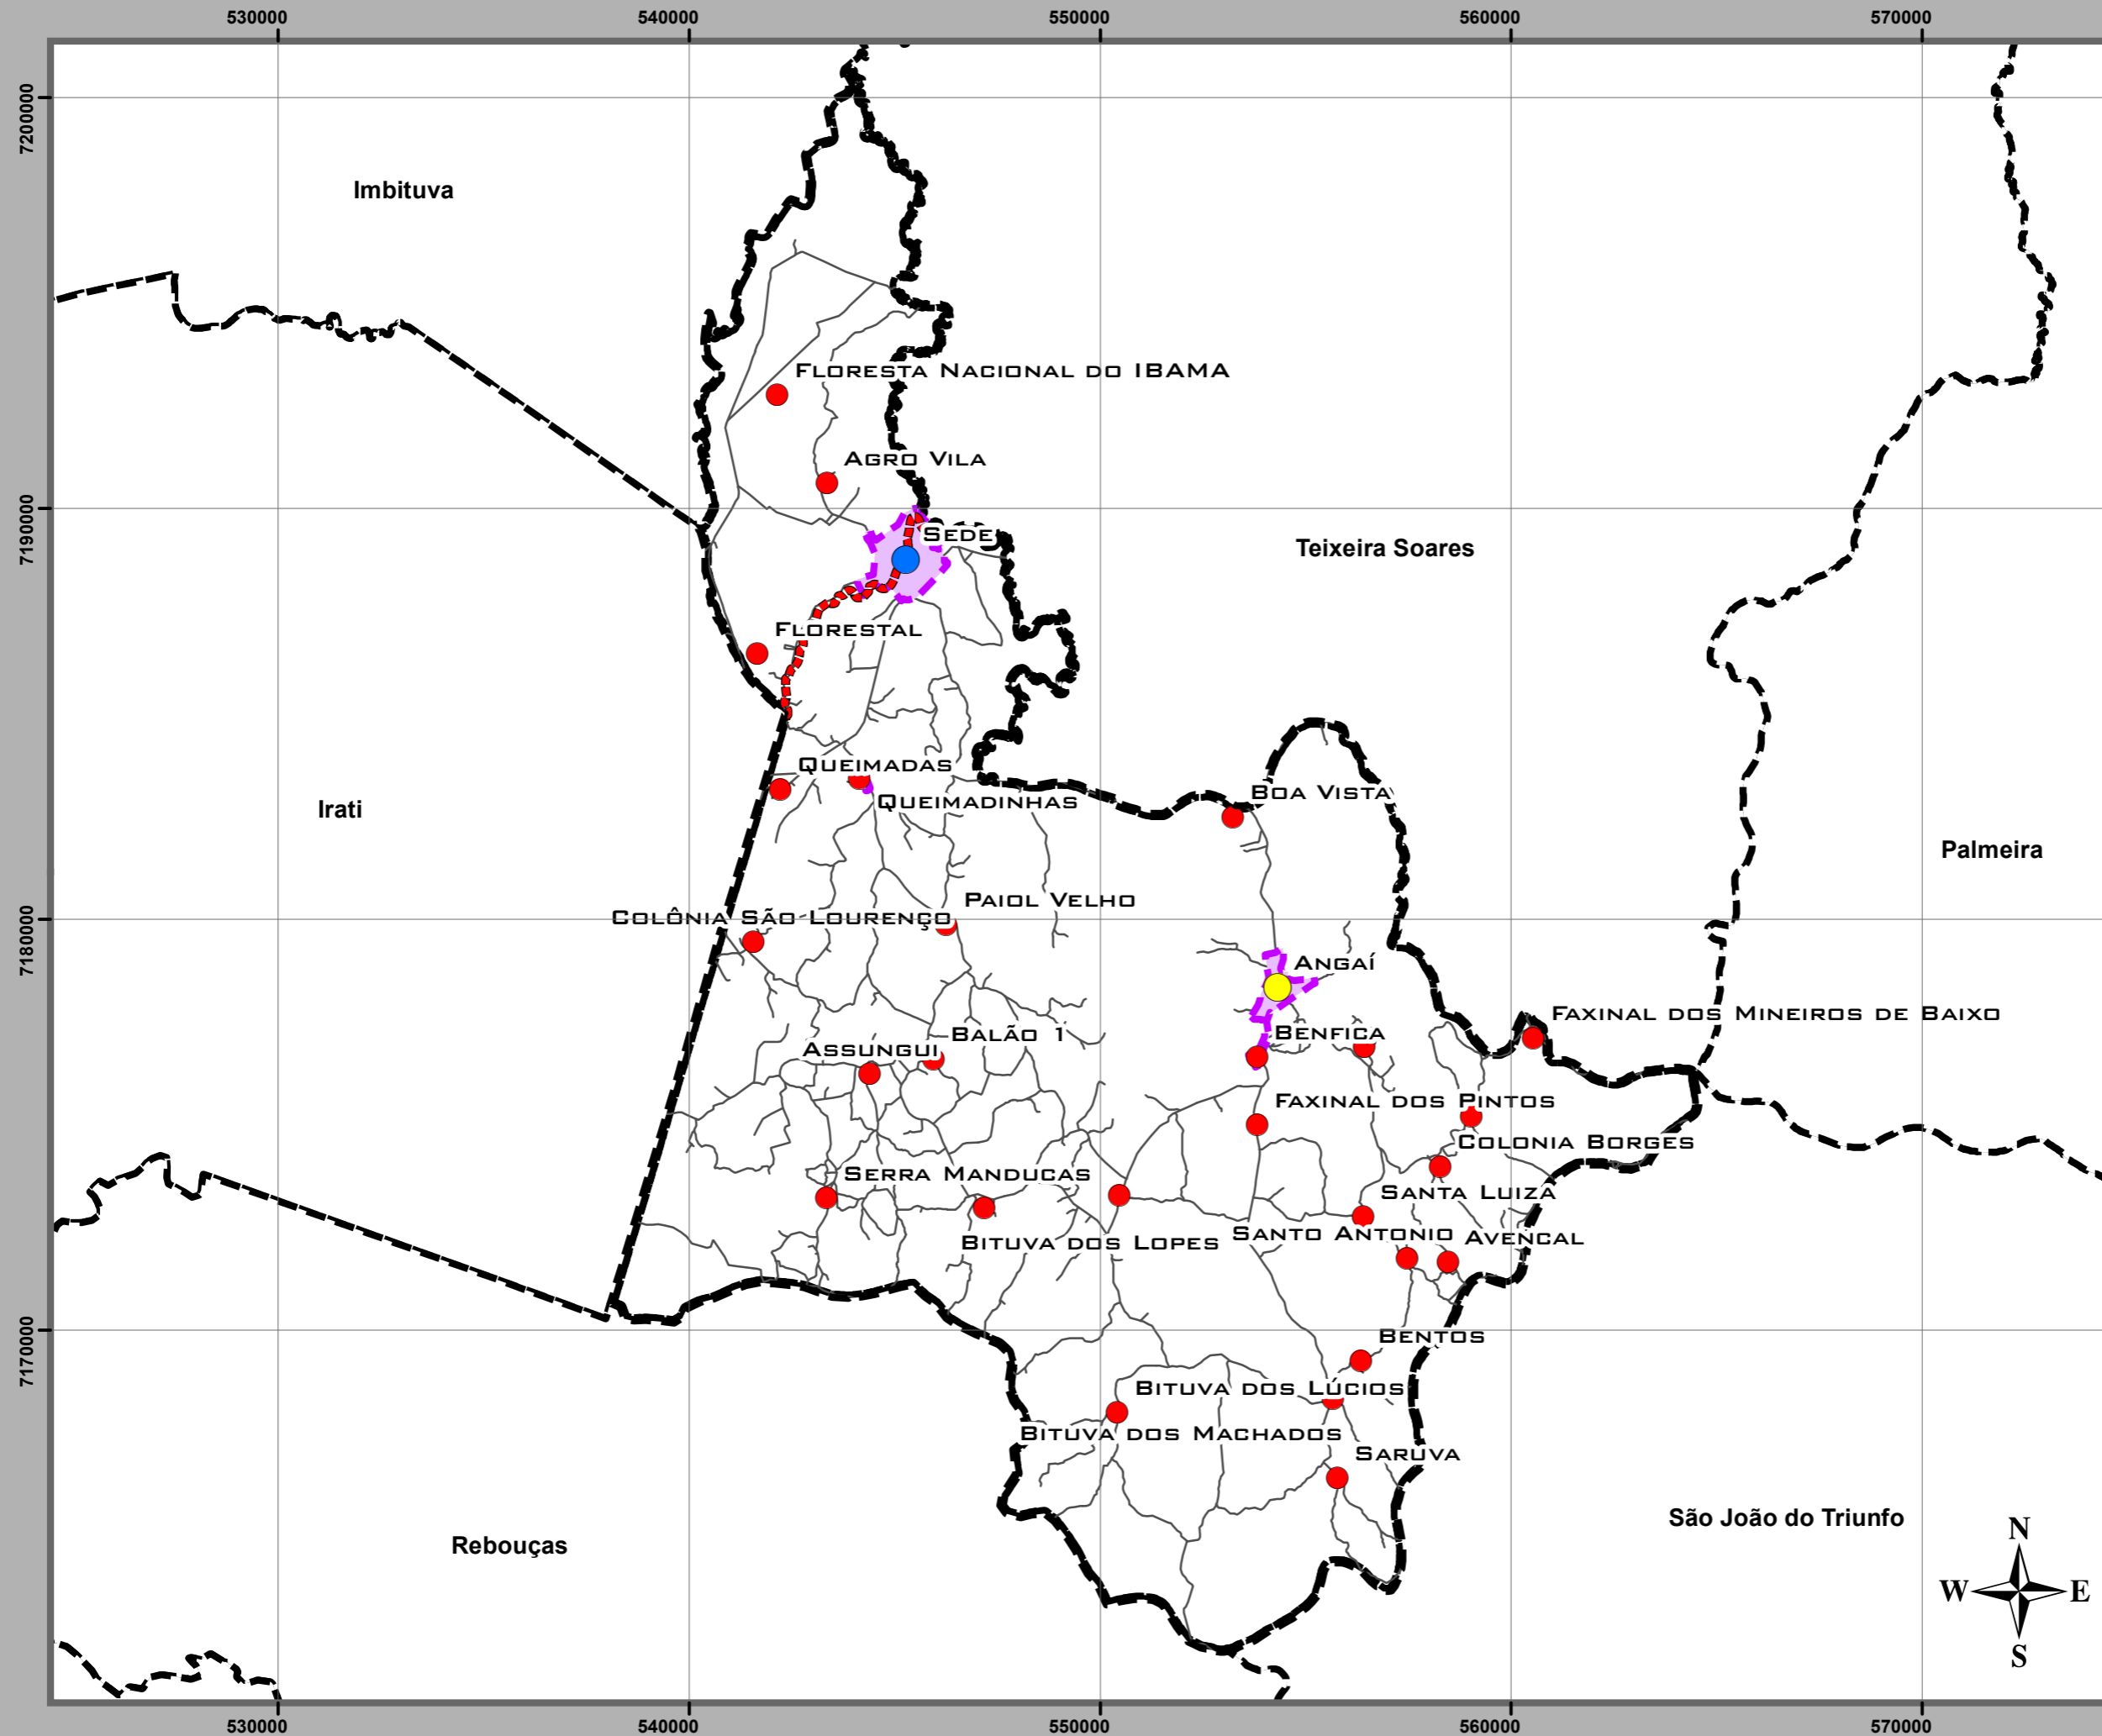 530000
540000
550000
560000
570000
7200000
Imbituva
FLORESTA NACIONAL DO IBAMA
AGRO VILA
7190000
SEDE
Teixeira Soares
FLORESTAL
QUEIMADAS
BOA VISTA
QUEIMADINHAS
Irati
Palmeira
PAIOL VELHO
COLÔNIA SÃO LOURENÇO
7180000
ANGAÍ
FAXINAL DOS MINEIROS DE BAIXO
BENFICA
BALÃO 1
ASSUNGUI
FAXINAL DOS PINTOS
COLONIA BORGES
SERRA MANDUCAS
SANTA LUIZA
SANTO ANTONIO
AVENCAL
BITUVA DOS LOPES
BENTOS
7170000
BITUVA DOS LÚCIOS
BITUVA DOS MACHADOS
SARUVA
São João do Triunfo
N
Rebouças
W
E
S
530000
540000
550000
560000
570000